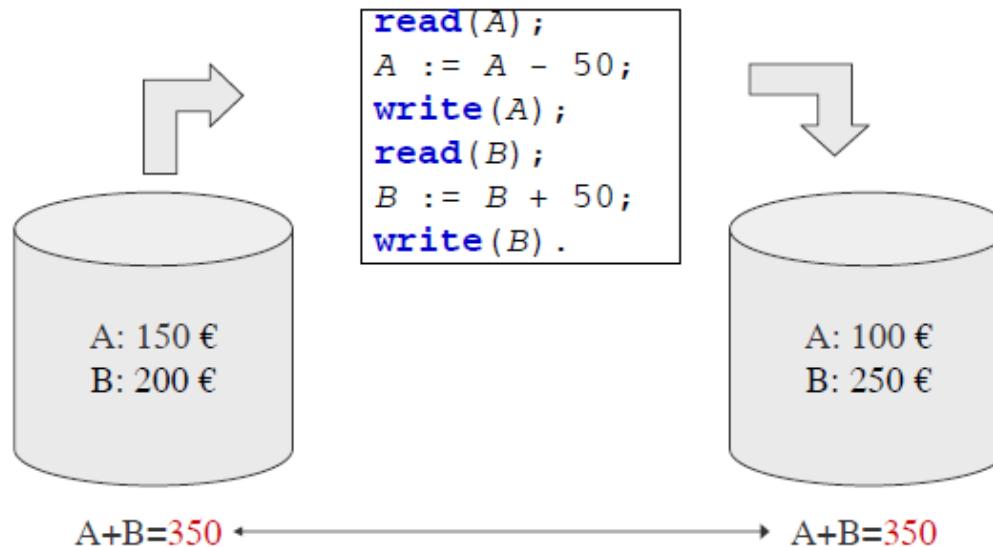 read(A);
A := A - 50;
write(A);
read(B);
B := B + 50;
write(B).
A: 150 €
B: 200 €
A: 100 €
B: 250 €
A+B=350
A+B=350